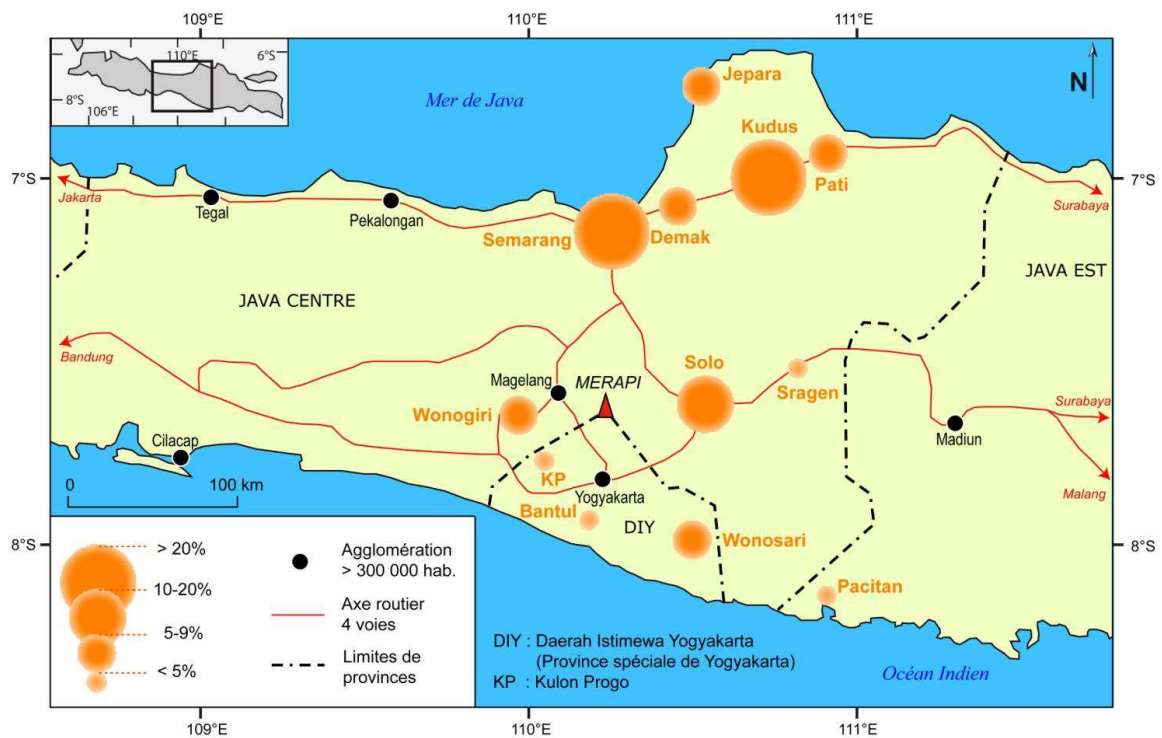 109°E
110°E
111°E
110°E
6°S
8°S
106°E
N
Mer de Java
Jepara
Kudus
Pati
7°S
7°S
Jakarta
Tegal
Pekalongan
Semarang
Demak
Surabaya
JAVA CENTRE
JAVA EST
Bandung
Magelang
MERAPI
Solo
Sragen
Wonogiri
Surabaya
Madiun
Cilacap
KP
Yogyakarta
Malang
0
100 km
Bantul
DIY
Wonosari
8°S
8°S
Pacitan
> 20%
10-20%
5-9%
< 5%
Agglomération
> 300 000 hab.
Axe routier
4 voies
Limites de
provinces
DIY : Daerah Istimewa Yogyakarta
(Province spéciale de Yogyakarta)
KP : Kulon Progo
Océan Indien
109°E
110°E
111°E